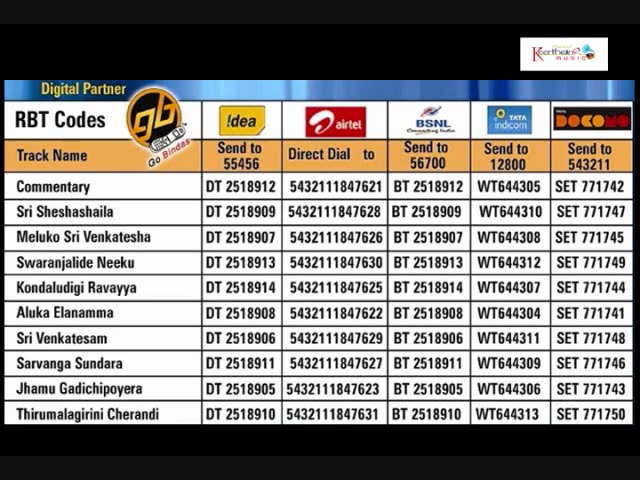 Keerthana
MUSIC
Digital Partner
RBT Codes gb Go Bindas !dea airtel BSNL Connecting India TATA indicom TATA DOCOMO
Track Name Send to 55456 Direct Dial to Send to 56700 Send to 12800 Send to 543211
Commentary DT 2518912 5432111847621 BT 2518912 WT644305 SET 771742
Sri Sheshashaila DT 2518909 5432111847628 BT 2518909 WT644310 SET 771747
Meluko Sri Venkatesha DT 2518907 5432111847626 BT 2518907 WT644308 SET 771745
Swaranjalide Neeku DT 2518913 5432111847630 BT 2518913 WT644312 SET 771749
Kondaludigi Ravayya DT 2518914 5432111847625 BT 2518914 WT644307 SET 771744
Aluka Elanamma DT 2518908 5432111847622 BT 2518908 WT644304 SET 771741
Sri Venkatesam DT 2518906 5432111847629 BT 2518906 WT644311 SET 771748
Sarvanga Sundara DT 2518911 5432111847627 BT 2518911 WT644309 SET 771746
Jhamu Gadichipoyera DT 2518905 5432111847623 BT 2518905 WT644306 SET 771743
Thirumalagirini Cherandi DT 2518910 5432111847631 BT 2518910 WT644313 SET 771750